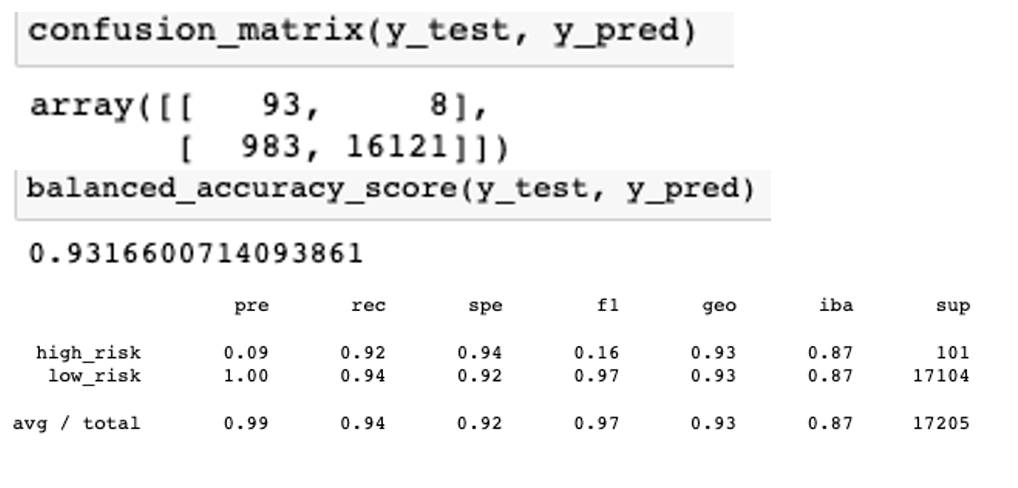 confusion_matrix(y_test, y_pred)
array([[ 93, 8],
[ 983, 16121]])
balanced_accuracy_score(y_test, y_pred)
0.9316600714093861
pre rec spe f1 geo iba sup
high_risk 0.09 0.92 0.94 0.16 0.93 0.87 101
low_risk 1.00 0.94 0.92 0.97 0.93 0.87 17104
avg / total 0.99 0.94 0.92 0.97 0.93 0.87 17205